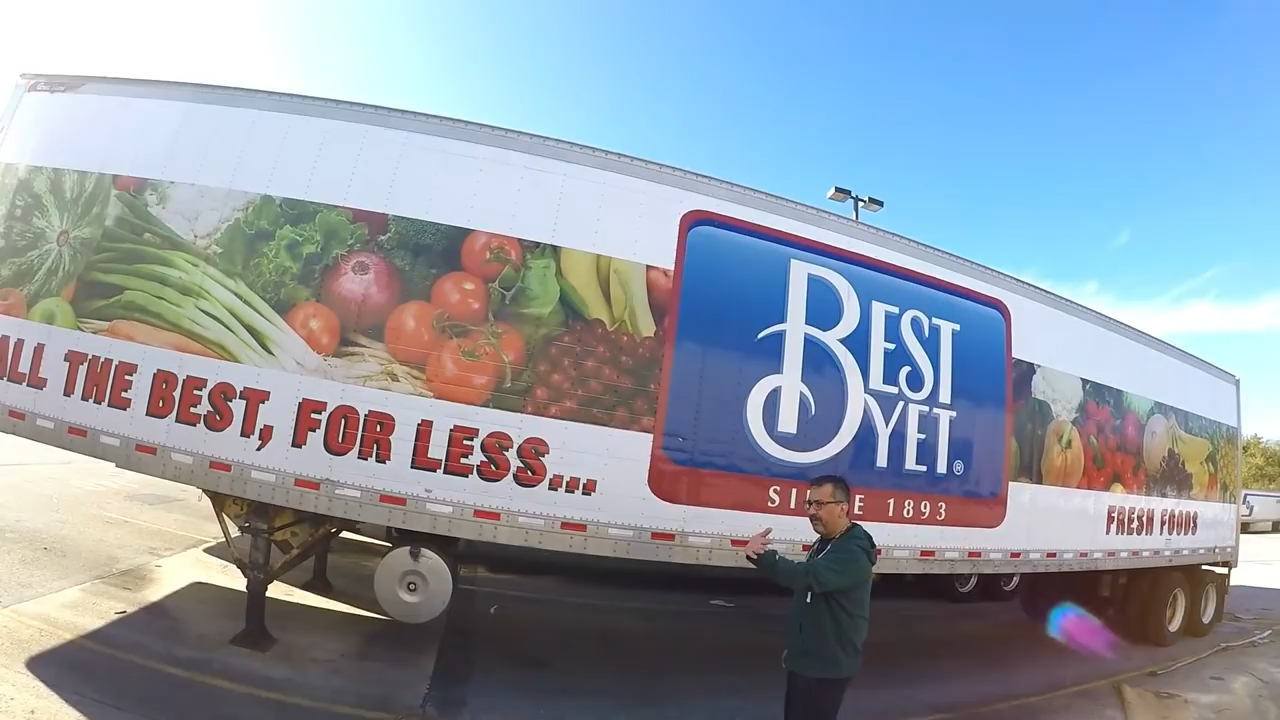 ALL THE BEST, FOR LESS...
BEST
YET®
SINCE 1893
FRESH FOODS